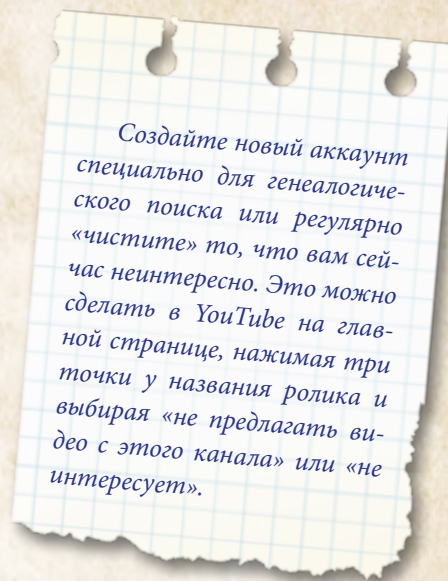 Создайте новый аккаунт
специально для генеалогиче-
ского поиска или регулярно
«чистите» то, что вам сей-
час неинтересно. Это можно
сделать в YouTube на глав-
ной странице, нажимая три
точки у названия ролика и
выбирая «не предлагать ви-
део с этого канала» или «не
интересует».